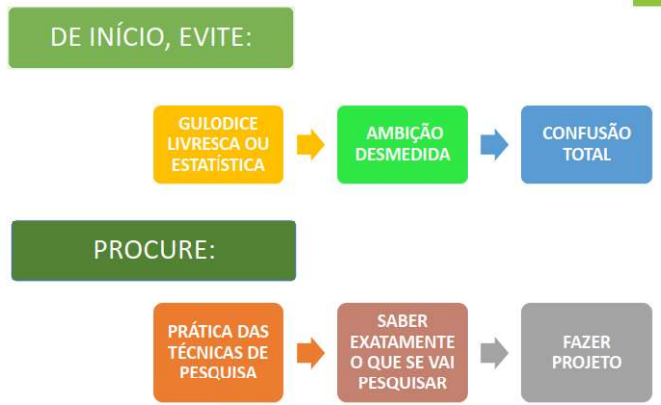 DE INÍCIO, EVITE:
GULODICE
LIVRESCA OU
ESTATÍSTICA
AMBIÇÃO
DESMEDIDA
CONFUSÃO
TOTAL
PROCURE:
PRÁTICA DAS
TÉCNICAS DE
PESQUISA
SABER
EXATAMENTE
O QUE SE VAI
PESQUISAR
FAZER
PROJETO